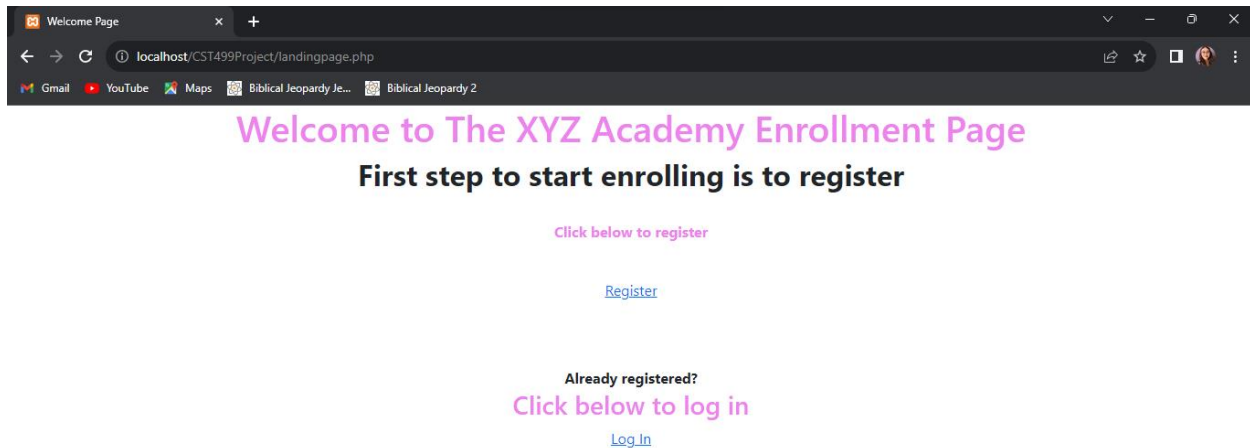 Welcome Page
localhost/CST499Project/landingpage.php
Gmail YouTube Maps Biblical Jeopardy Je... Biblical Jeopardy 2
Welcome to The XYZ Academy Enrollment Page
First step to start enrolling is to register
Click below to register
Register
Already registered?
Click below to log in
Log In